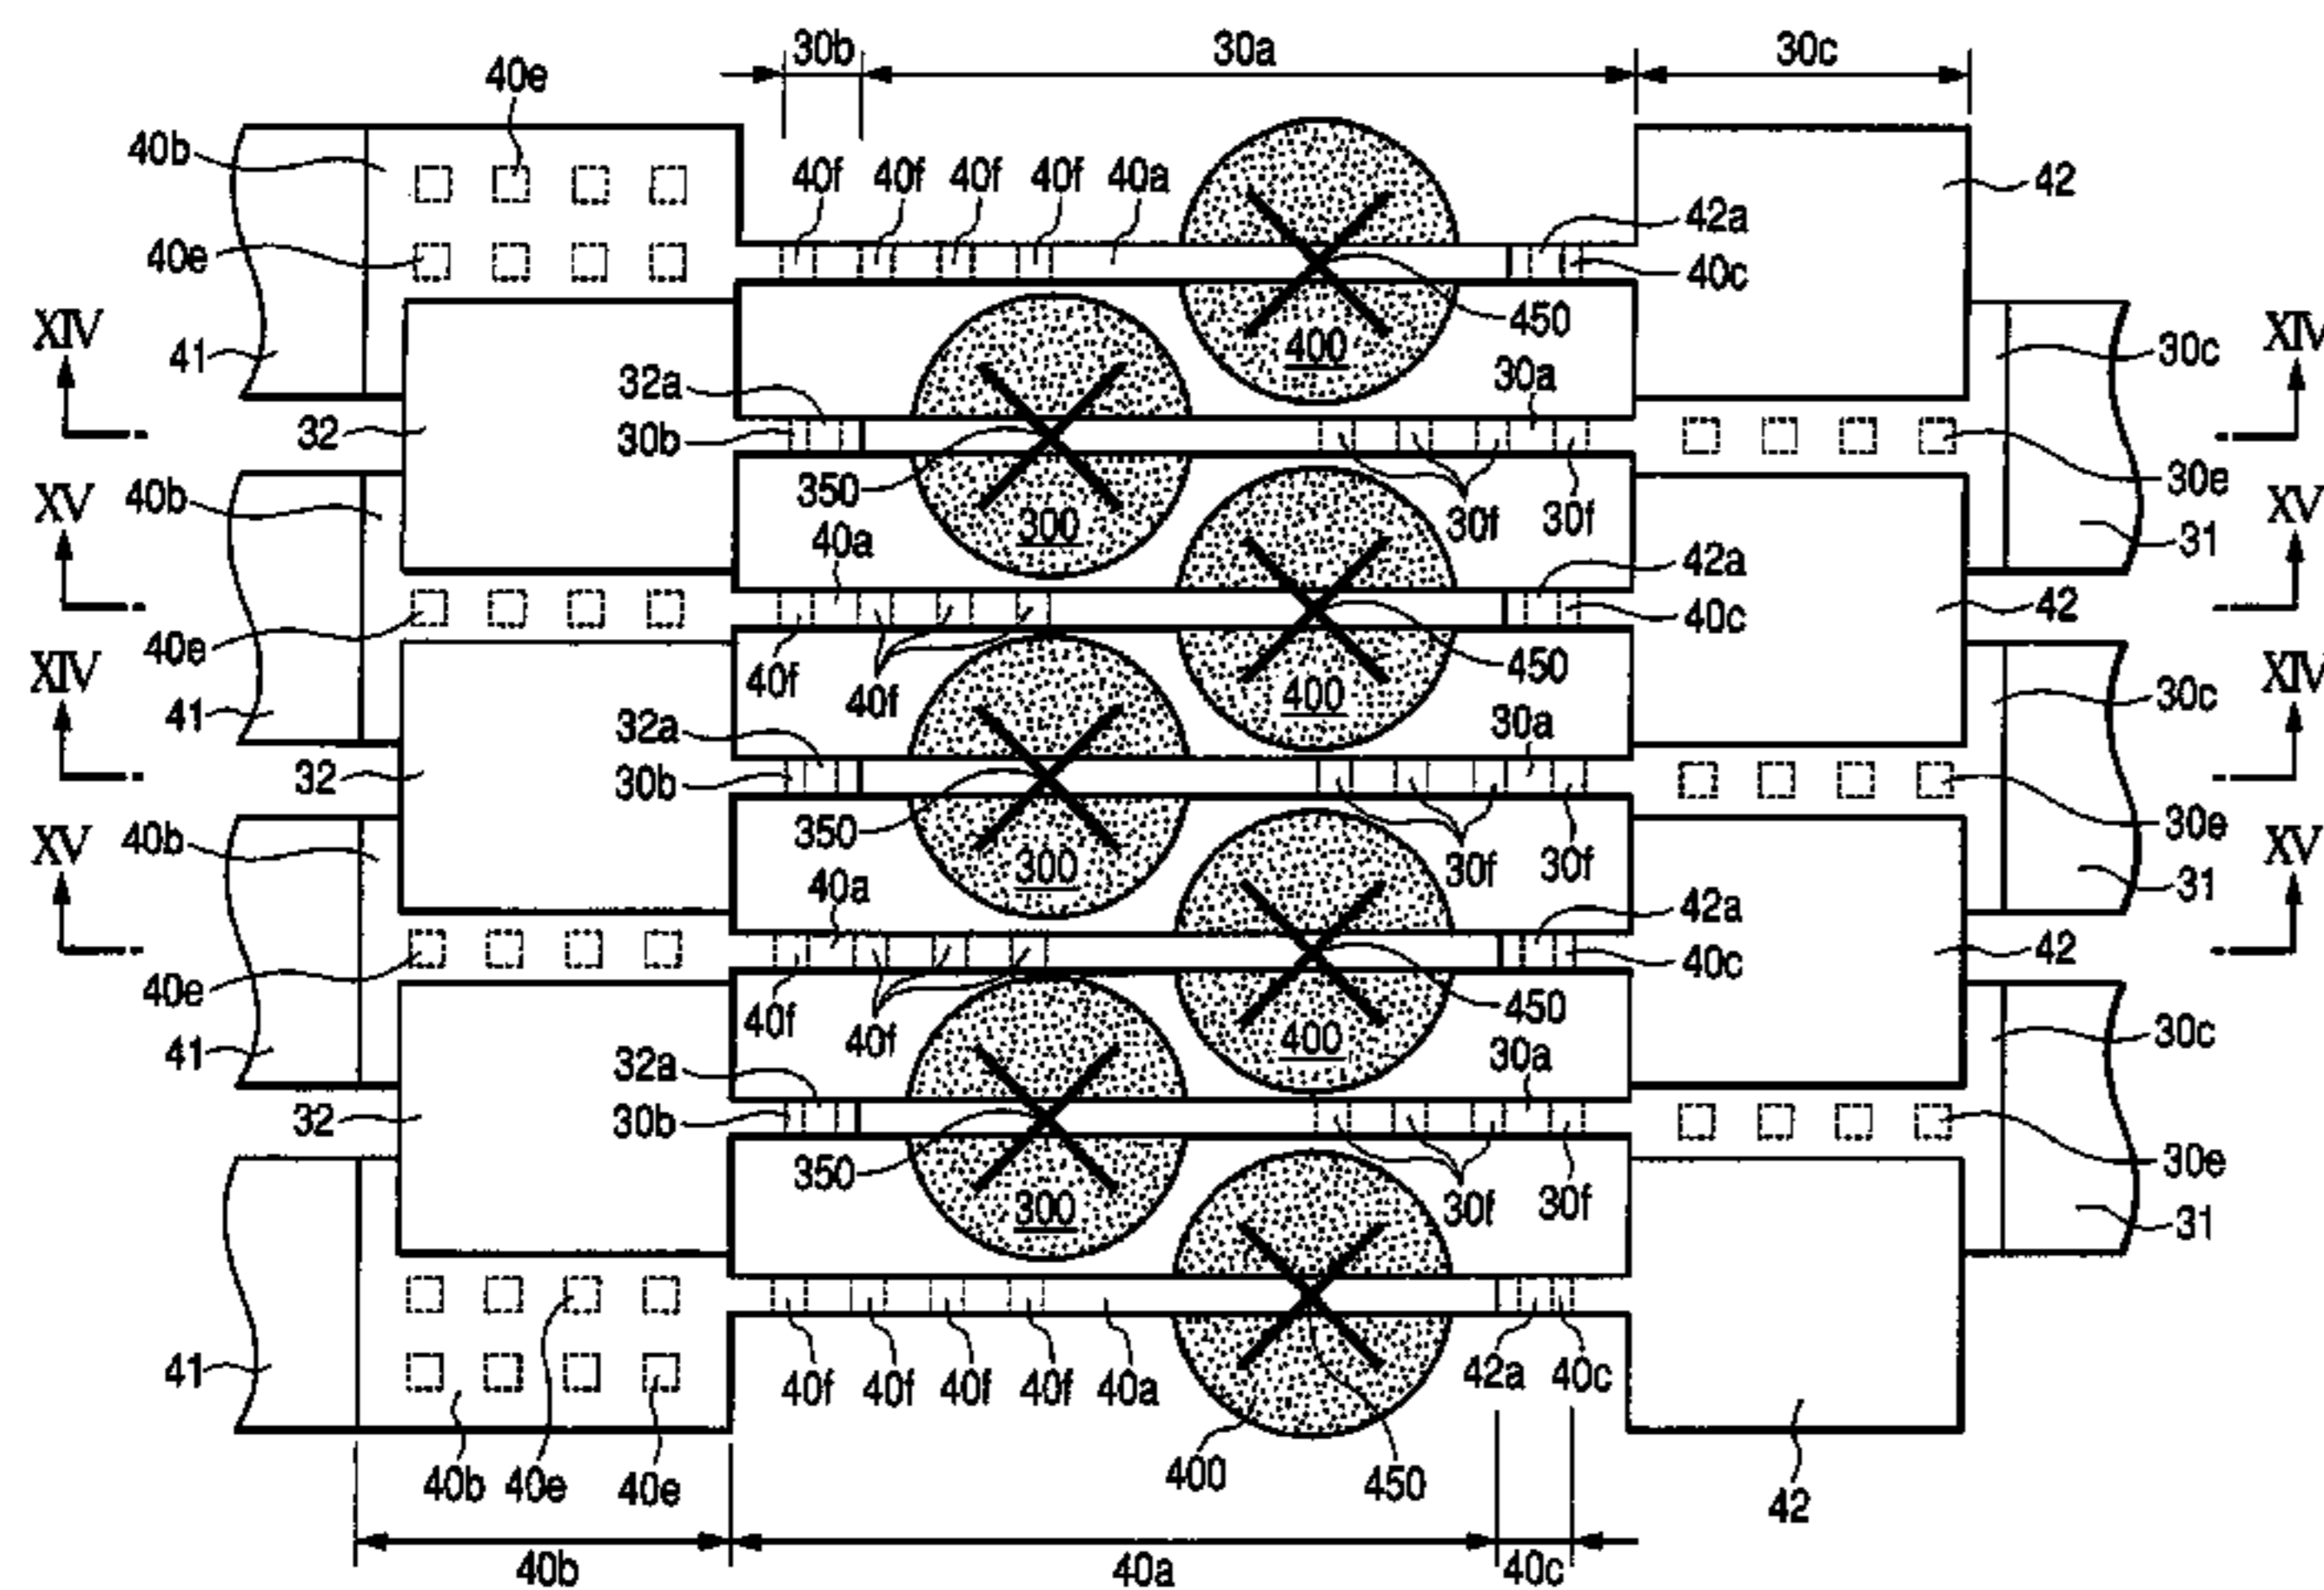 30b 30a 30c
40e
40b 40f 40f 40f 40f 40a 42
42a
40e 40c
XIV 450 XIV
41 400 30c
32a 30a
32 30b
XV 40b 350 30e XV
300 30f 30f
40a 42a 31
40e 40c 42
XIV 450 XIV
40f 40f 400 30c
41 32a 30a
32 30b
XV 40b 350 30e XV
300 30f 30f
40a 42a 31
40c 42
40e 450
40f 40f 400 30c
41 32a 30a
32 30b
350 30e
300 30f 30f
31
41 40f 40f 40f 40f 40a 42a 40c
40b 40e 40e 400 450 42
40b 40a 40c